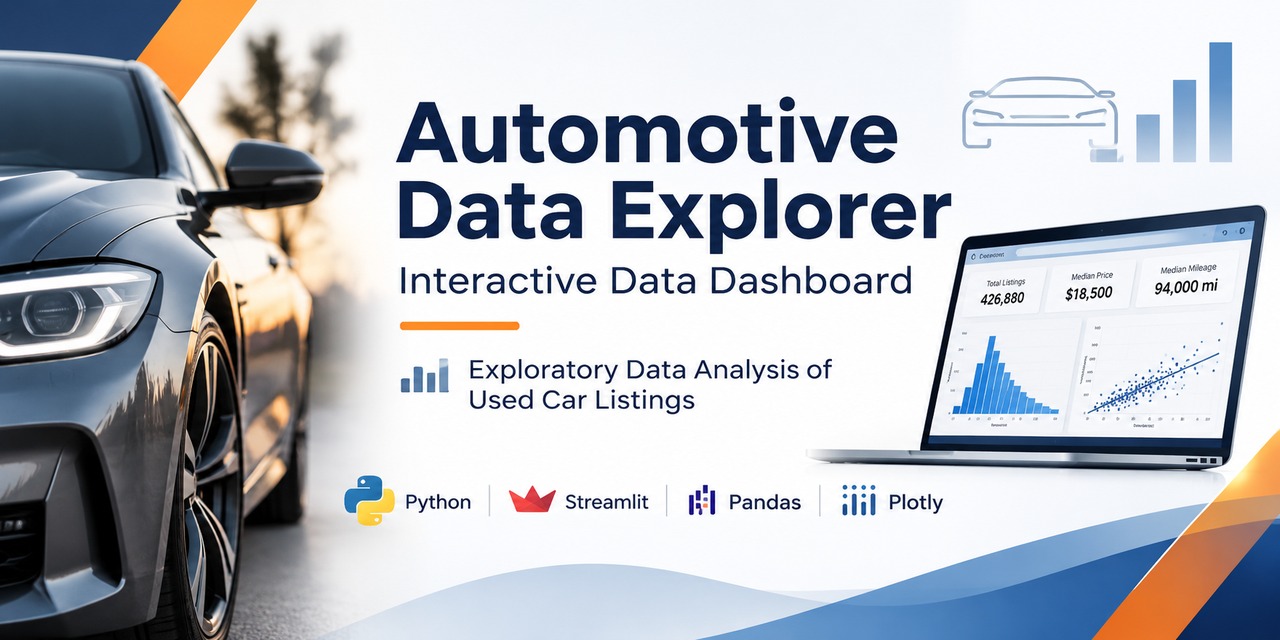 Automotive
Data Explorer
Interactive Data Dashboard
Exploratory Data Analysis of
Used Car Listings
Python
Streamlit
Pandas
Plotly
Total Listings
426,880
Median Price
$18,500
Median Mileage
94,000 mi